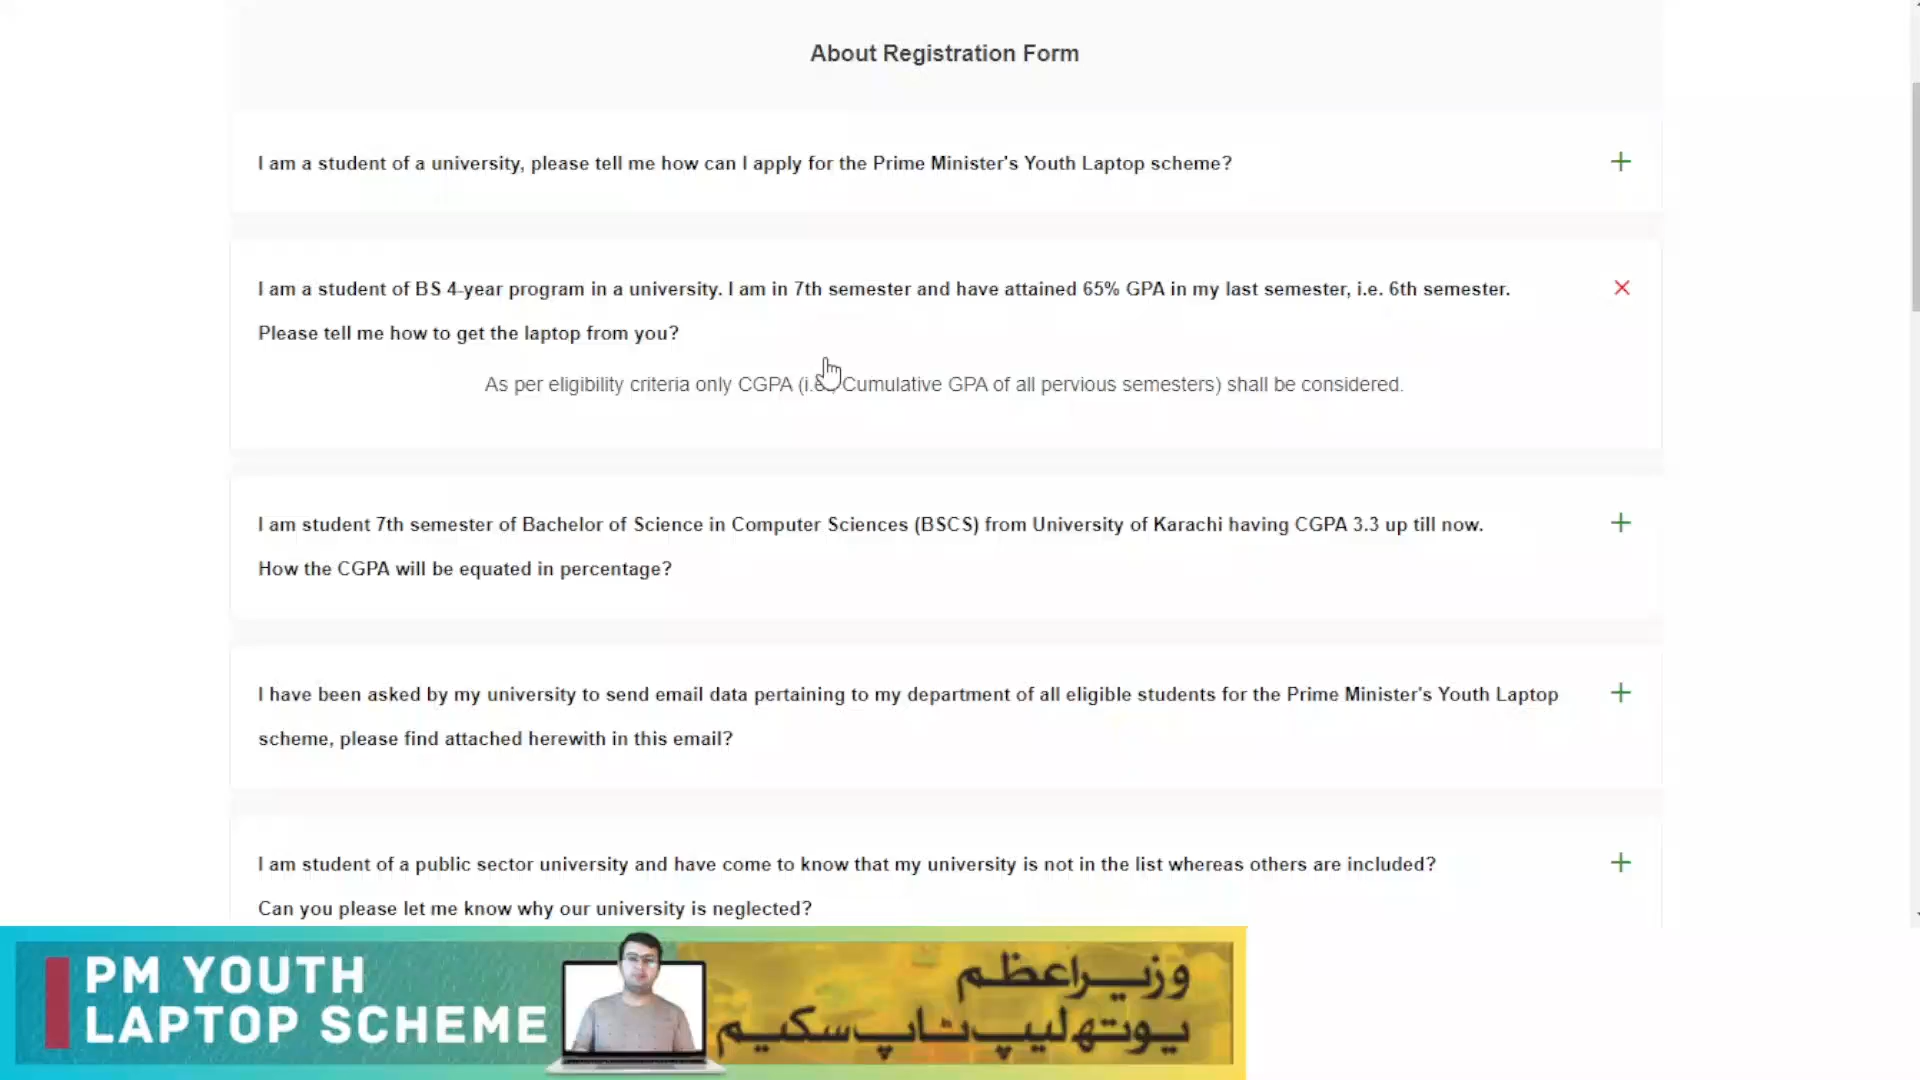 About Registration Form
I am a student of a university, please tell me how can I apply for the Prime Minister's Youth Laptop scheme?
I am a student of BS 4-year program in a university. I am in 7th semester and have attained 65% GPA in my last semester, i.e. 6th semester.
Please tell me how to get the laptop from you?
As per eligibility criteria only CGPA (i.e., Cumulative GPA of all pervious semesters) shall be considered.
I am student 7th semester of Bachelor of Science in Computer Sciences (BSCS) from University of Karachi having CGPA 3.3 up till now.
How the CGPA will be equated in percentage?
I have been asked by my university to send email data pertaining to my department of all eligible students for the Prime Minister's Youth Laptop
scheme, please find attached herewith in this email?
I am student of a public sector university and have come to know that my university is not in the list whereas others are included?
Can you please let me know why our university is neglected?
PM YOUTH
LAPTOP SCHEME
وزیراعظم
یوتھ لیپ ٹاپ سکیم